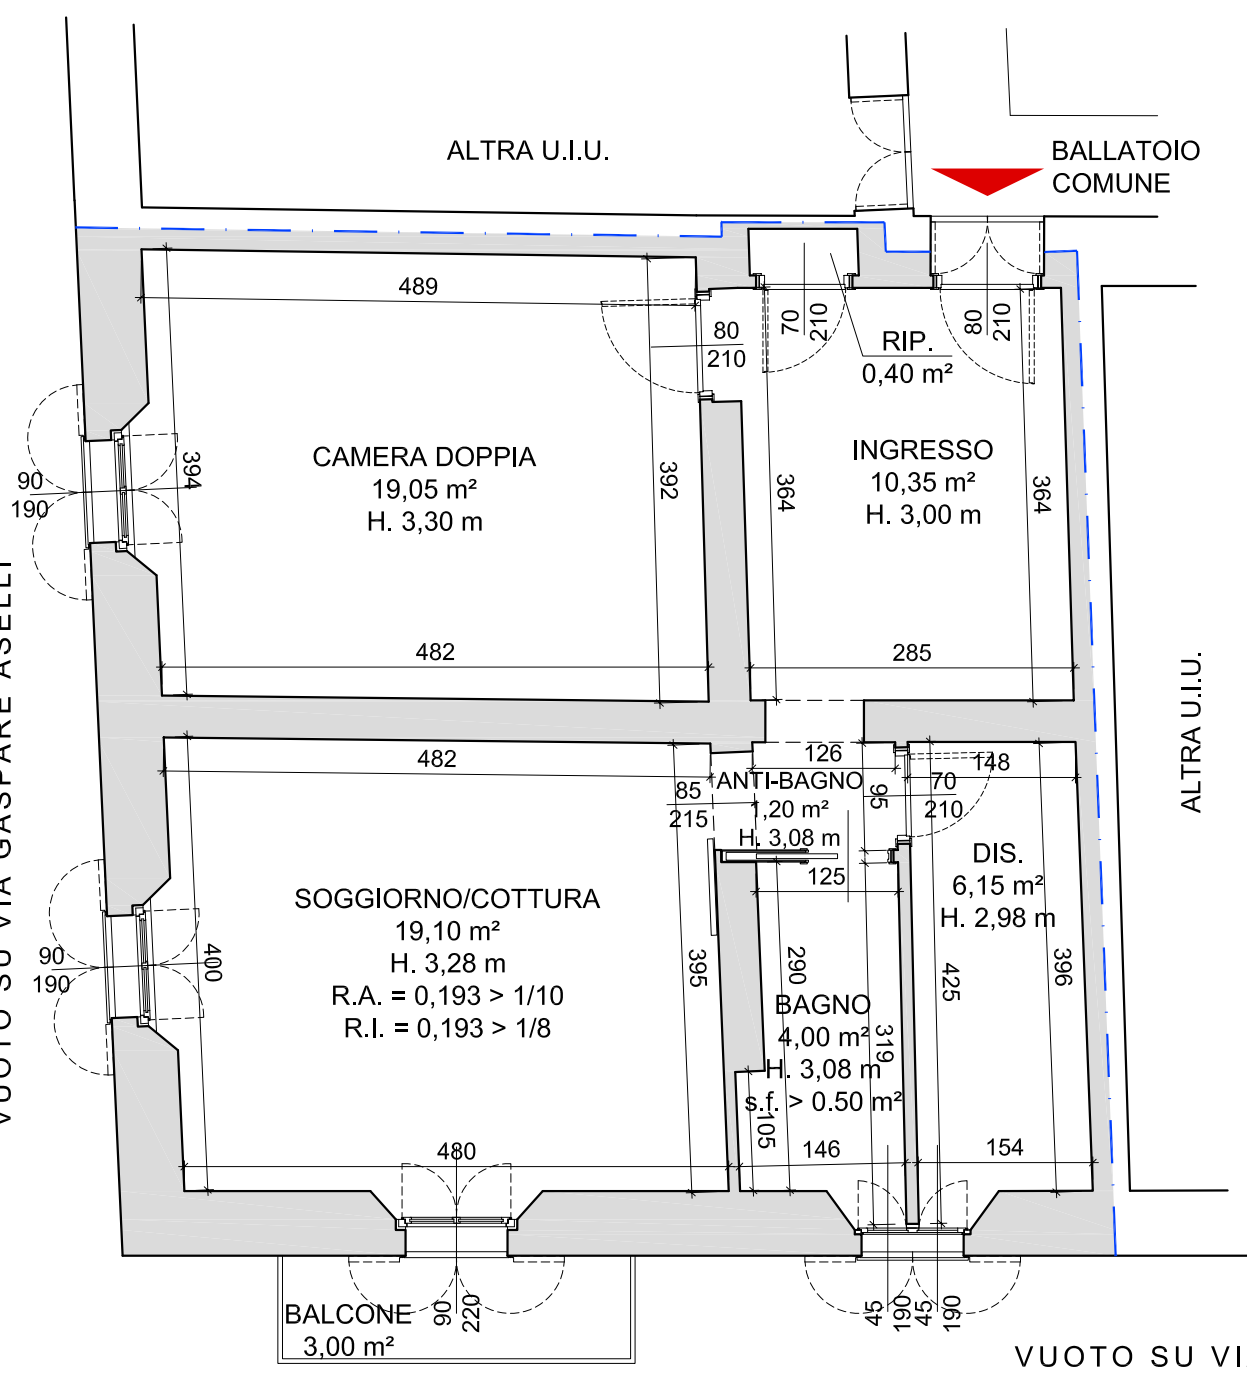 ALTRA U.I.U.
BALLATOIO
COMUNE
489
80
210
70
210
80
210
RIP.
0,40 m²
CAMERA DOPPIA
19,05 m²
H. 3,30 m
INGRESSO
10,35 m²
H. 3,00 m
90
190
394
392
364
364
482
285
ALTRA U.I.U.
VUOTO SU VIA GASPARE ASELLI
482
126
148
ANTI-BAGNO
1,20 m²
H. 3,08 m
85
215
95
70
210
125
DIS.
6,15 m²
H. 2,98 m
SOGGIORNO/COTTURA
19,10 m²
H. 3,28 m
R.A. = 0,193 > 1/10
R.I. = 0,193 > 1/8
90
190
400
395
290
425
396
BAGNO
4,00 m²
H. 3,08 m
s.f. > 0.50 m²
319
105
480
146
154
BALCONE
3,00 m²
90
220
45
190
45
190
VUOTO SU VI